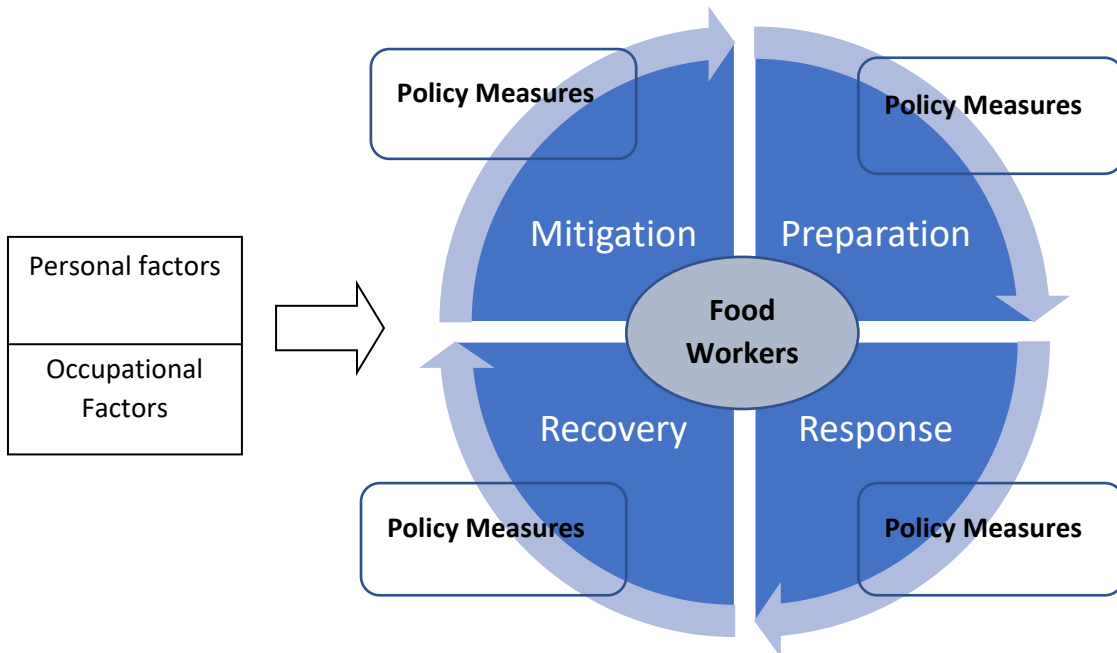 Policy Measures
Policy Measures
Mitigation
Preparation
Personal factors
Occupational
Factors
Food
Workers
Recovery
Response
Policy Measures
Policy Measures